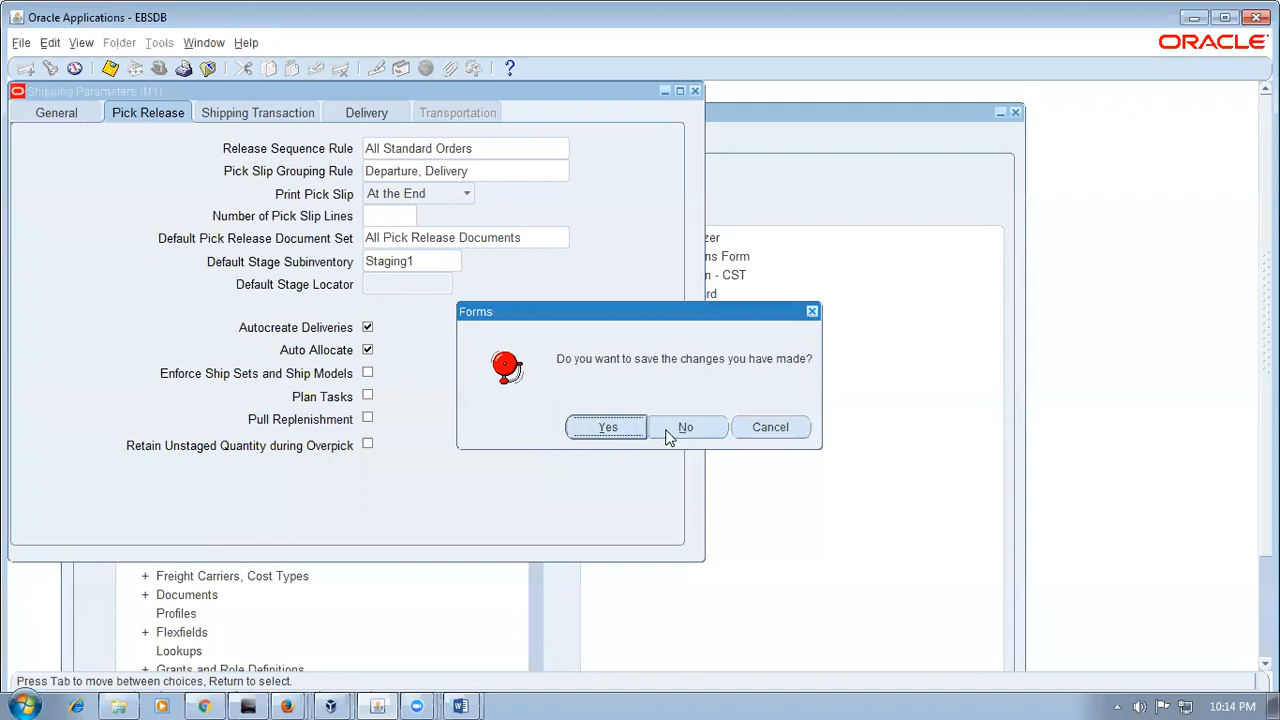 Oracle Applications - EBSDB
File Edit View Folder Tools Window Help
ORACLE
Shipping Parameters (M1)
General Pick Release Shipping Transaction Delivery Transportation
Release Sequence Rule All Standard Orders
Pick Slip Grouping Rule Departure, Delivery
Print Pick Slip At the End
Number of Pick Slip Lines
Default Pick Release Document Set All Pick Release Documents
Default Stage Subinventory Staging1
Default Stage Locator
Autocreate Deliveries
Auto Allocate
Enforce Ship Sets and Ship Models
Plan Tasks
Pull Replenishment
Retain Unstaged Quantity during Overpick
zer
ns Form
n - CST
rd
Forms
Do you want to save the changes you have made?
Yes No Cancel
+ Freight Carriers, Cost Types
+ Documents
Profiles
+ Flexfields
Lookups
+ Grants and Role Definitions
Press Tab to move between choices, Return to select.
10:14 PM